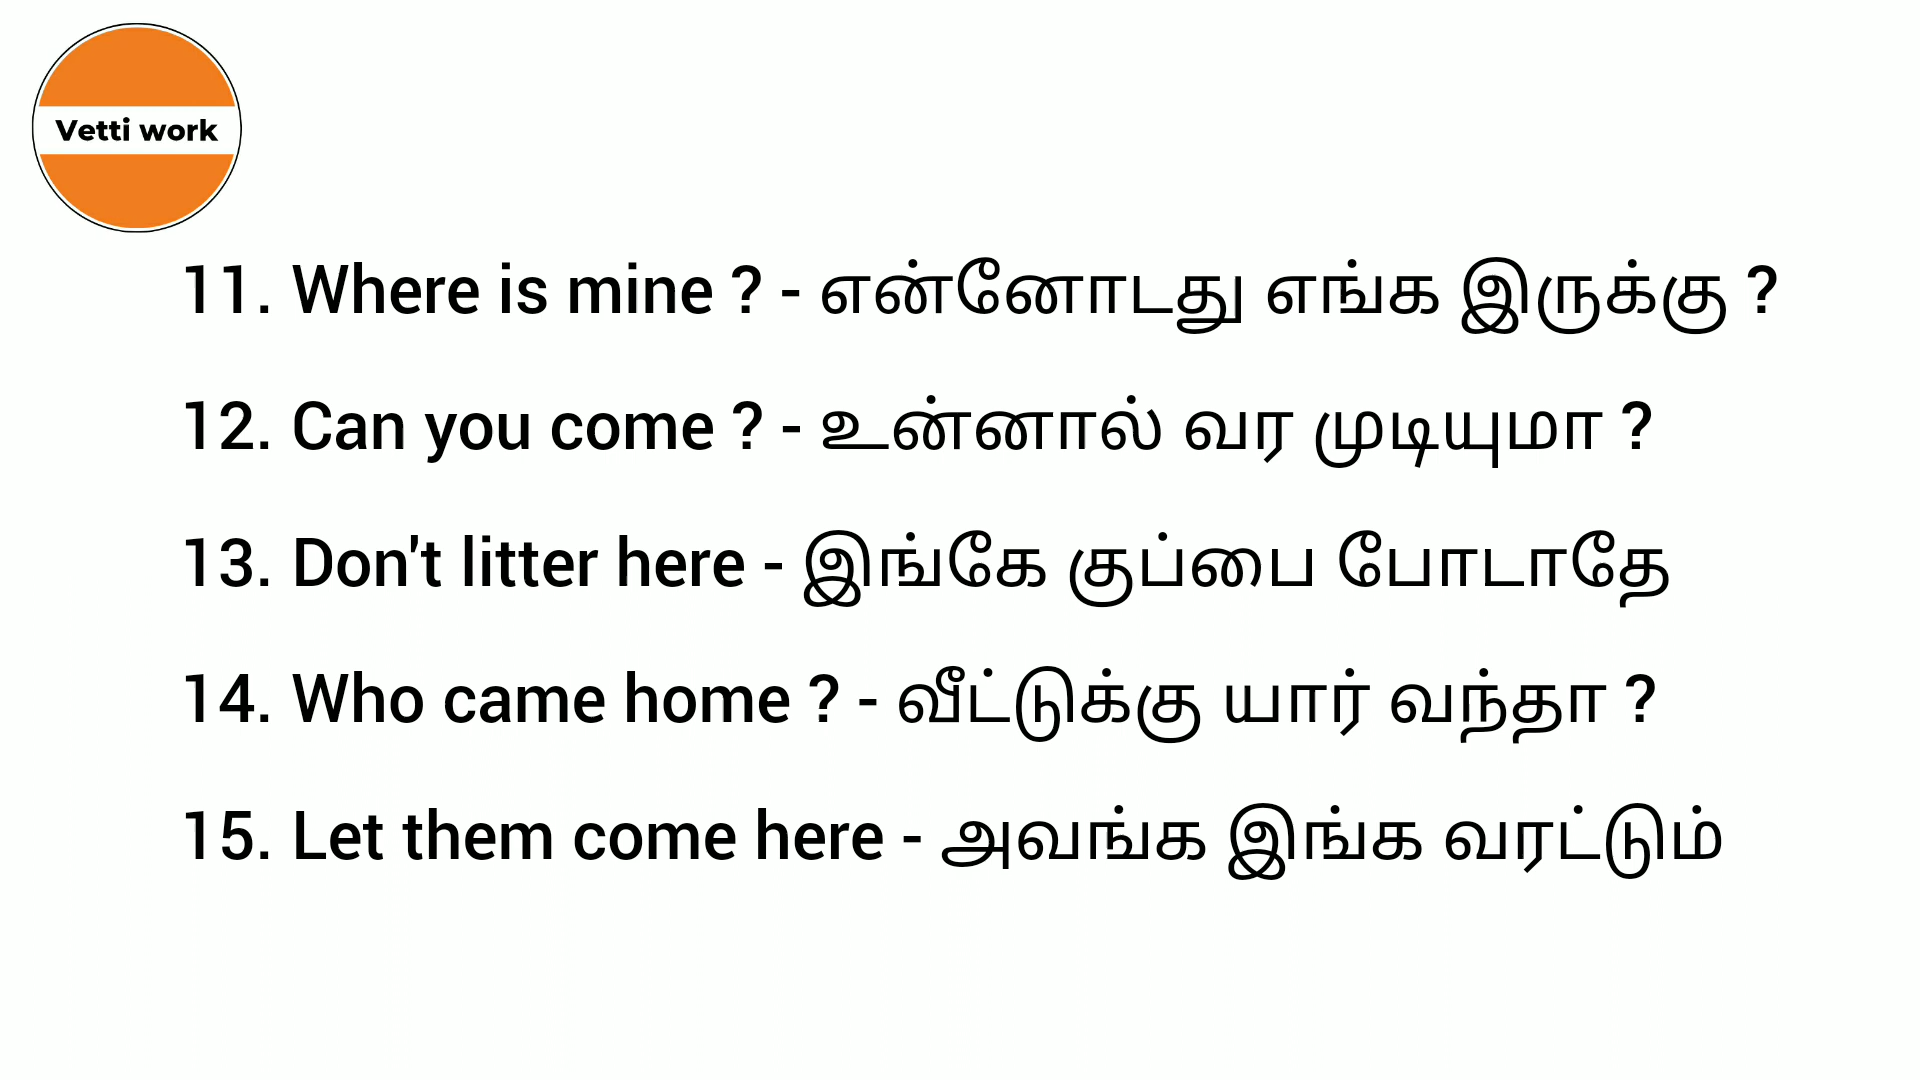 Vetti work
11. Where is mine ? - என்னோடது எங்க இருக்கு ?
12. Can you come ? - உன்னால் வர முடியுமா ?
13. Don't litter here - இங்கே குப்பை போடாதே
14. Who came home ? - வீட்டுக்கு யார் வந்தா ?
15. Let them come here - அவங்க இங்க வரட்டும்